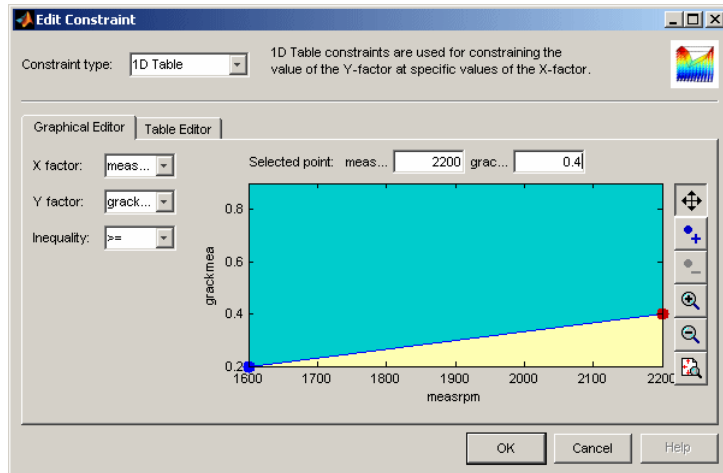 Edit Constraint
Constraint type: 1D Table
1D Table constraints are used for constraining the
value of the Y-factor at specific values of the X-factor.
Graphical Editor Table Editor
X factor: meas...
Selected point: meas... 2200 grac... 0.4
Y factor: grack...
Inequality: >=
0.8
0.6
0.4
0.2
grackmea
1600 1700 1800 1900 2000 2100 2200
measrpm
OK Cancel Help